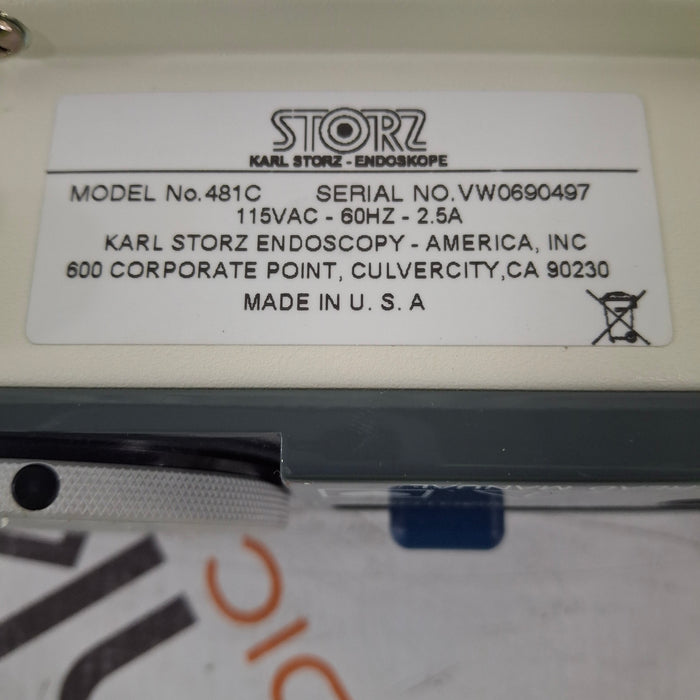 STORZ
KARL STORZ - ENDOSKOPE
MODEL No.481C SERIAL NO.VW0690497
115VAC - 60HZ - 2.5A
KARL STORZ ENDOSCOPY - AMERICA, INC
600 CORPORATE POINT, CULVERCITY,CA 90230
MADE IN U. S. A